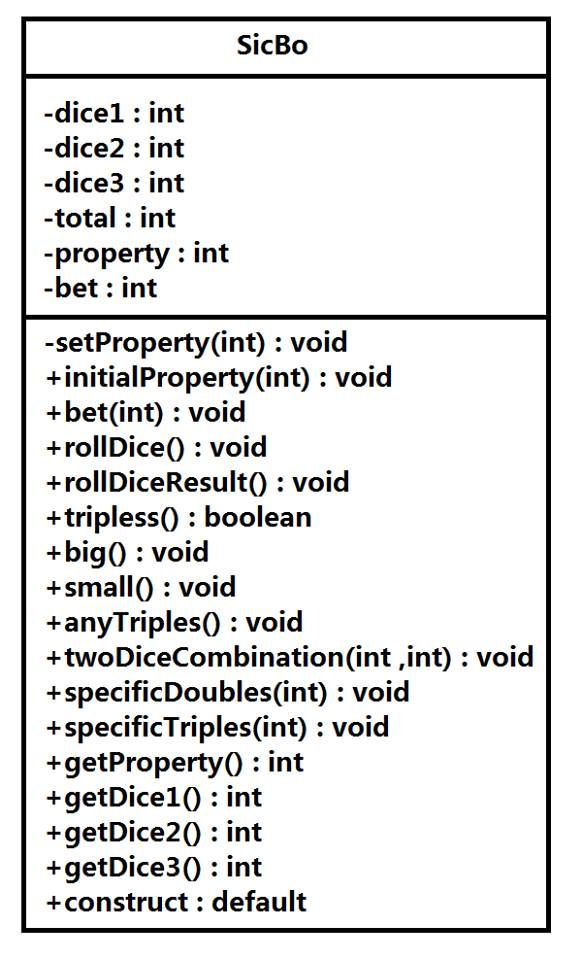 SicBo
-dice1 : int
-dice2 : int
-dice3 : int
-total : int
-property : int
-bet : int
-setProperty(int) : void
+initialProperty(int) : void
+bet(int) : void
+rollDice() : void
+rollDiceResult() : void
+tripless() : boolean
+big() : void
+small() : void
+anyTriples() : void
+twoDiceCombination(int ,int) : void
+specificDoubles(int) : void
+specificTriples(int) : void
+getProperty() : int
+getDice1() : int
+getDice2() : int
+getDice3() : int
+construct : default